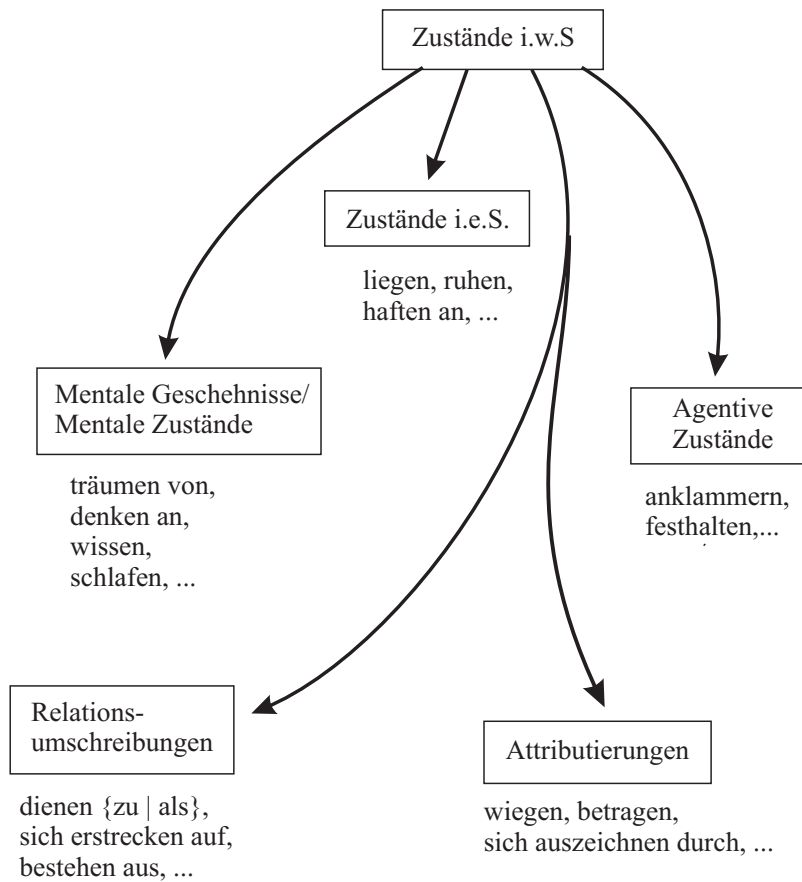 Zustände i.w.S
Zustände i.e.S.
liegen, ruhen,
haften an, ...
Mentale Geschehnisse/
Mentale Zustände
träumen von,
denken an,
wissen,
schlafen, ...
Agentive
Zustände
anklammern,
festhalten,...
Relations-
umschreibungen
dienen {zu | als},
sich erstrecken auf,
bestehen aus, ...
Attributierungen
wiegen, betragen,
sich auszeichnen durch, ...